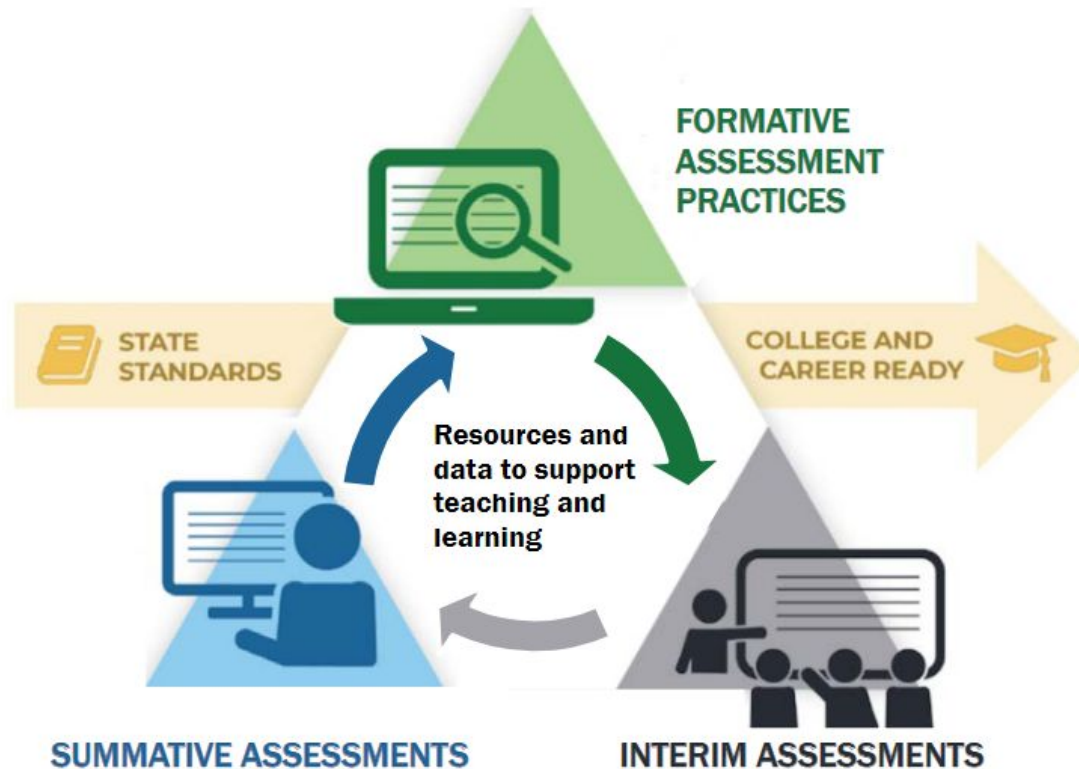 FORMATIVE
ASSESSMENT
PRACTICES
STATE
STANDARDS
COLLEGE AND
CAREER READY
Resources and
data to support
teaching and
learning
SUMMATIVE ASSESSMENTS
INTERIM ASSESSMENTS